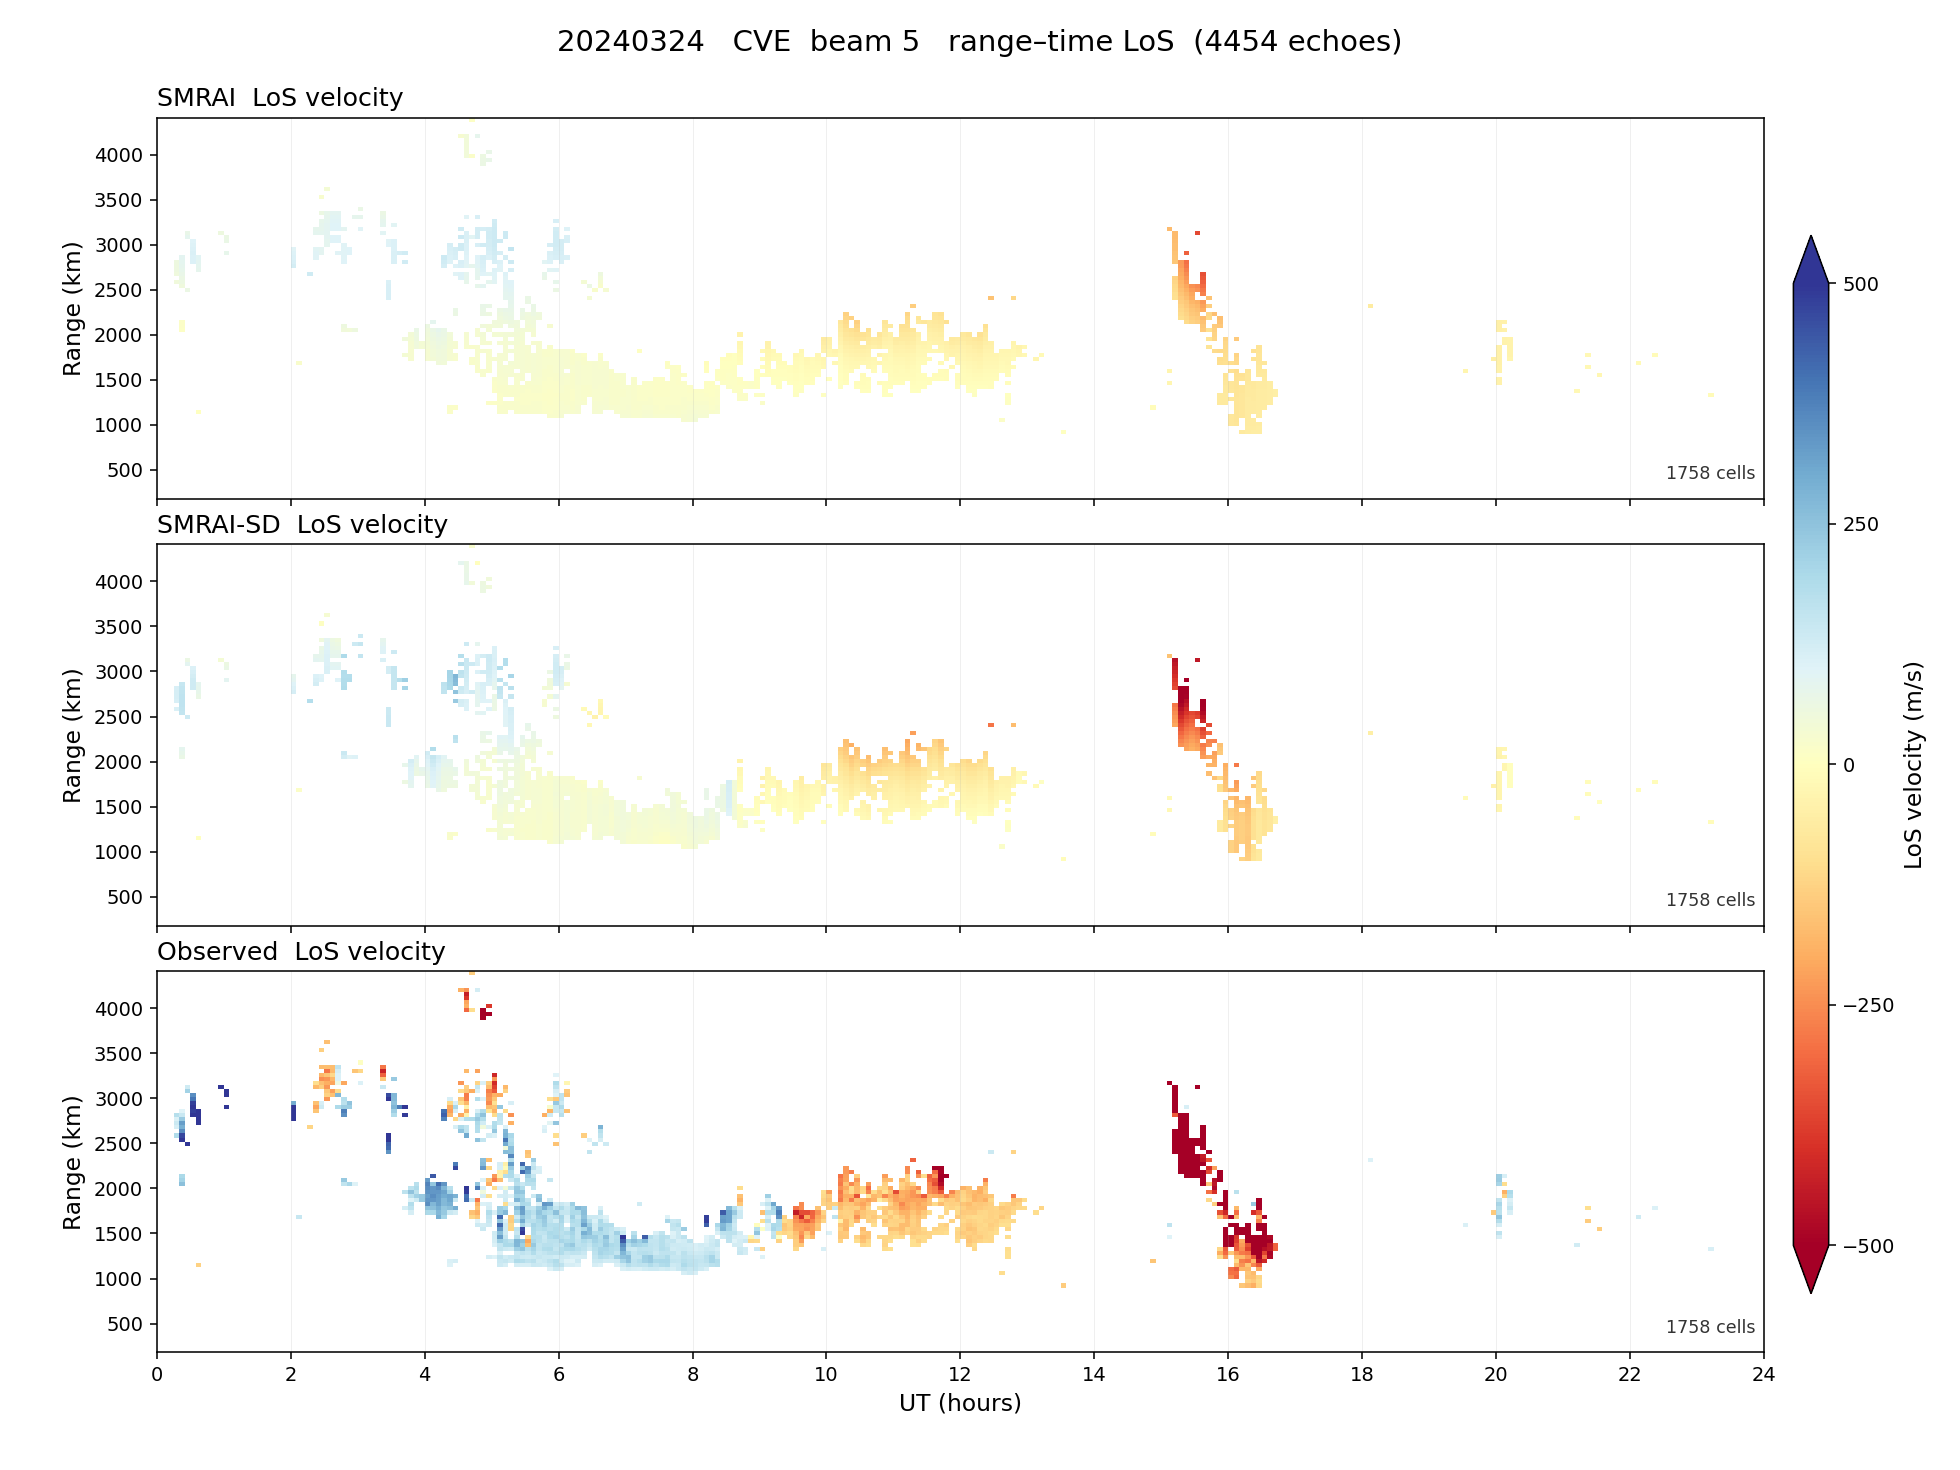 20240324   CVE  beam 5   range–time LoS  (4454 echoes)
SMRAI  LoS velocity
Range (km)
4000
3500
3000
2500
2000
1500
1000
500
1758 cells
SMRAI-SD  LoS velocity
Range (km)
4000
3500
3000
2500
2000
1500
1000
500
1758 cells
Observed  LoS velocity
Range (km)
4000
3500
3000
2500
2000
1500
1000
500
1758 cells
0 2 4 6 8 10 12 14 16 18 20 22 24
UT (hours)
500
250
0
−250
−500
LoS velocity (m/s)